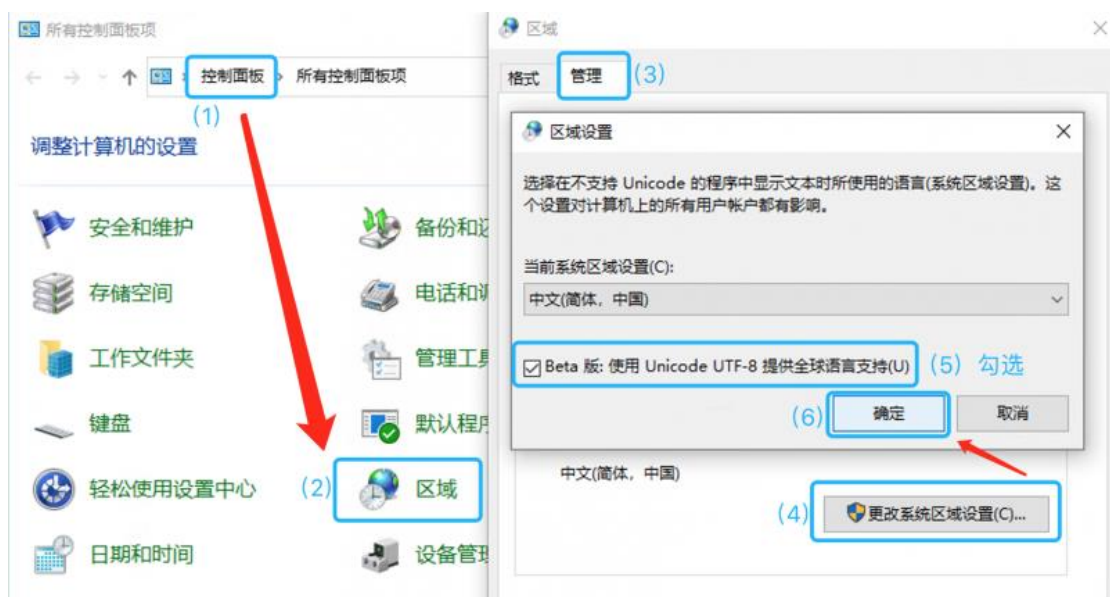 所有控制面板项
控制面板 › 所有控制面板项
(1)
调整计算机的设置
安全和维护
备份和还
存储空间
电话和调
工作文件夹
管理工具
键盘
默认程序
轻松使用设置中心
(2)
区域
日期和时间
设备管理
区域
格式
管理
(3)
区域设置
选择在不支持 Unicode 的程序中显示文本时所使用的语言(系统区域设置)。这
个设置对计算机上的所有用户帐户都有影响。
当前系统区域设置(C):
中文(简体，中国)
Beta 版: 使用 Unicode UTF-8 提供全球语言支持(U)
(5) 勾选
(6)
确定
取消
中文(简体，中国)
(4)
更改系统区域设置(C)...